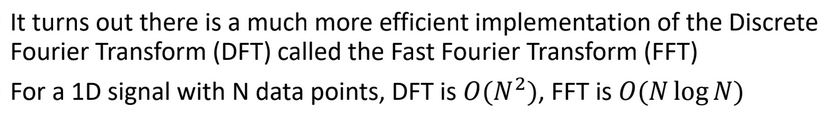 It turns out there is a much more efficient implementation of the Discrete
Fourier Transform (DFT) called the Fast Fourier Transform (FFT)
For a 1D signal with N data points, DFT is O(N²), FFT is O(N log N)